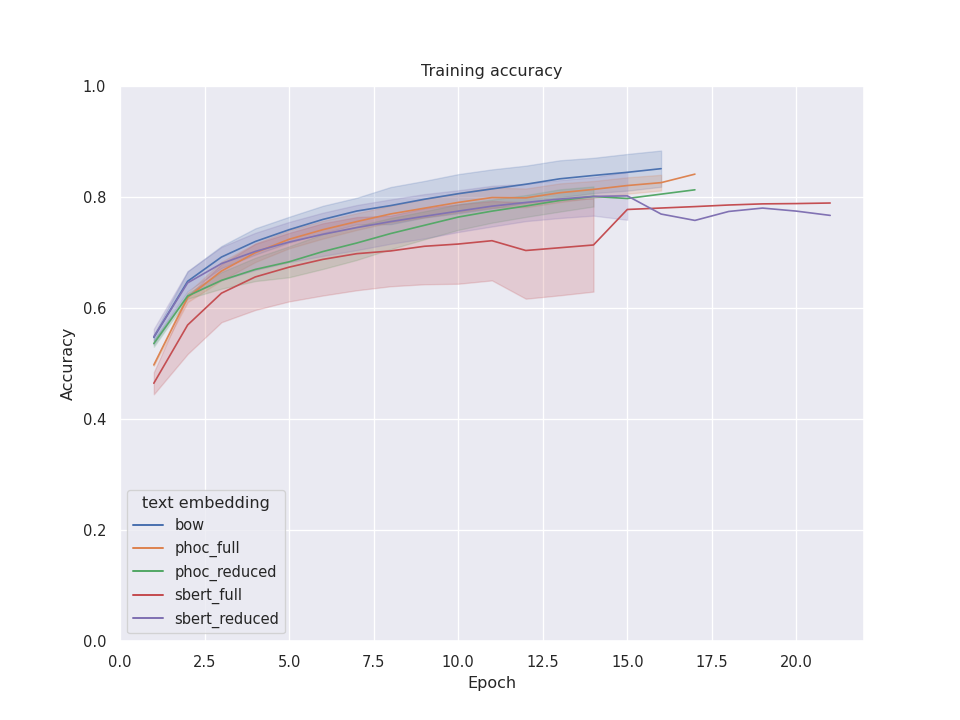 Training accuracy
1.0
0.8
0.6
0.4
0.2
0.0
Accuracy
text embedding
bow
phoc_full
phoc_reduced
sbert_full
sbert_reduced
0.0 2.5 5.0 7.5 10.0 12.5 15.0 17.5 20.0
Epoch